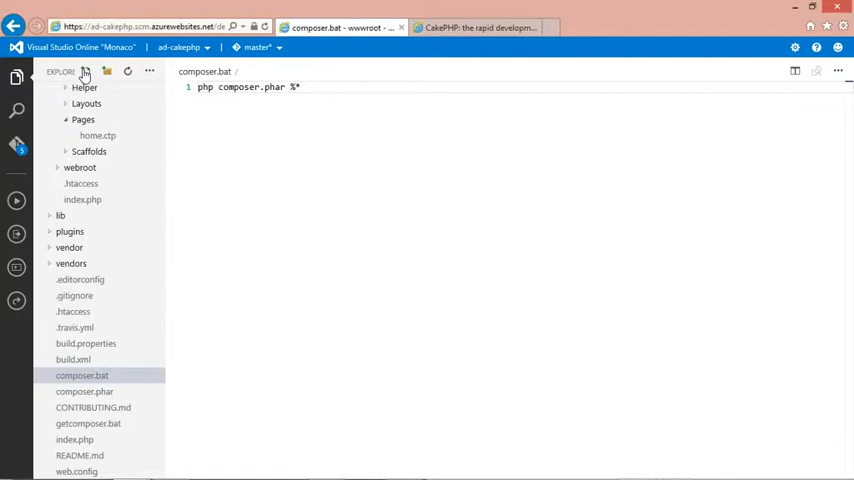 https://ad-cakephp.scm.azurewebsites.net/de
composer.bat - wwwroot - ...
CakePHP: the rapid developm...
Visual Studio Online "Monaco"
ad-cakephp
master*
EXPLORE
composer.bat /
1 php composer.phar %*
Helper
Layouts
Pages
home.ctp
Scaffolds
webroot
.htaccess
index.php
lib
plugins
vendor
vendors
.editorconfig
.gitignore
.htaccess
.travis.yml
build.properties
build.xml
composer.bat
composer.phar
CONTRIBUTING.md
getcomposer.bat
index.php
README.md
web.config
5